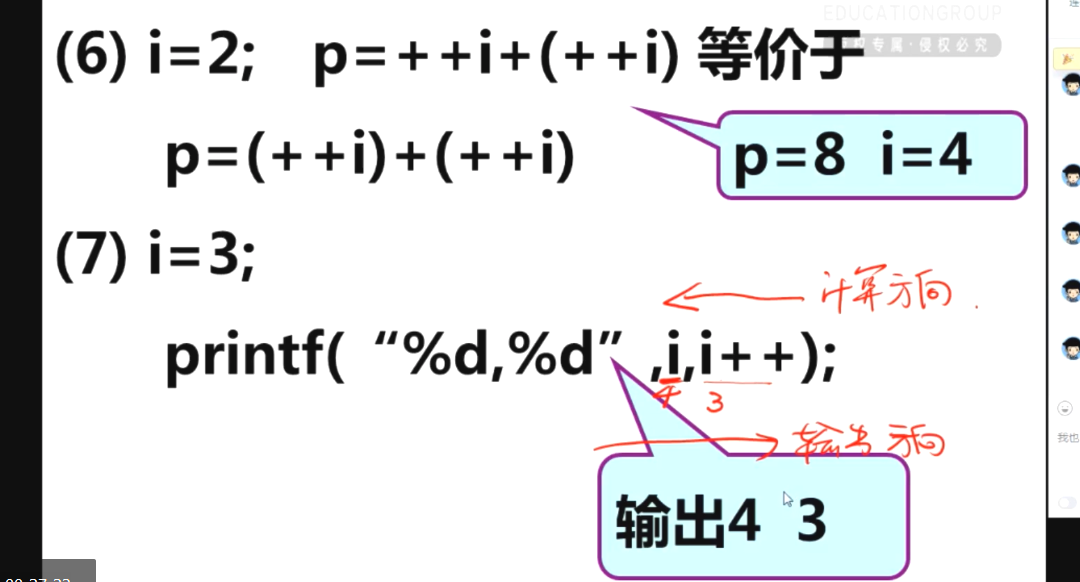 EDUCATIONGROUP
专属·侵权必究
(6) i=2; p=++i+(++i) 等价于
p=(++i)+(++i)
p=8 i=4
(7) i=3;
计算方向
printf( “%d,%d” ,i,i++);
4 3
输出方向
输出4 3
我也